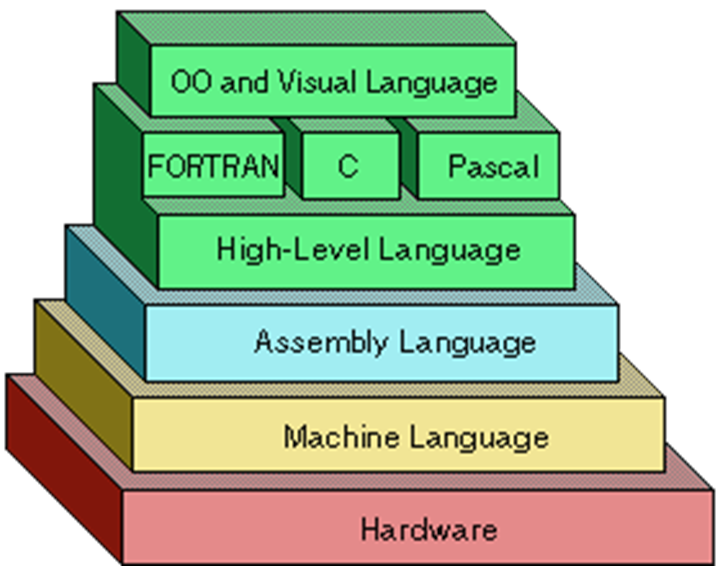 OO and Visual Language
FORTRAN C Pascal
High-Level Language
Assembly Language
Machine Language
Hardware